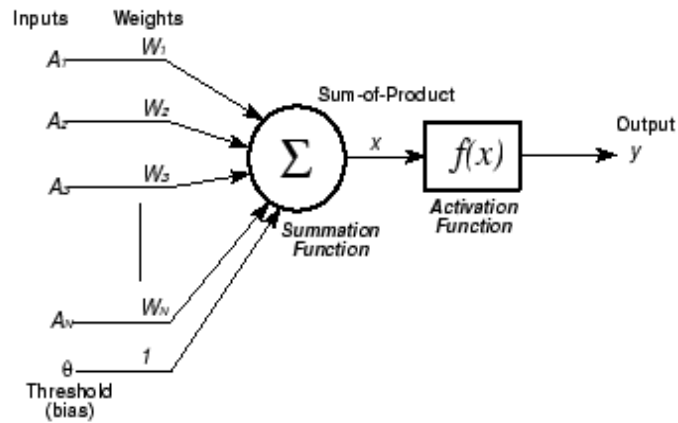 Inputs Weights
A1 W1
Sum-of-Product
A2 W2
Output
Σ x f(x) y
A3 W3
Activation
Function
Summation
Function
AN WN
θ 1
Threshold
(bias)